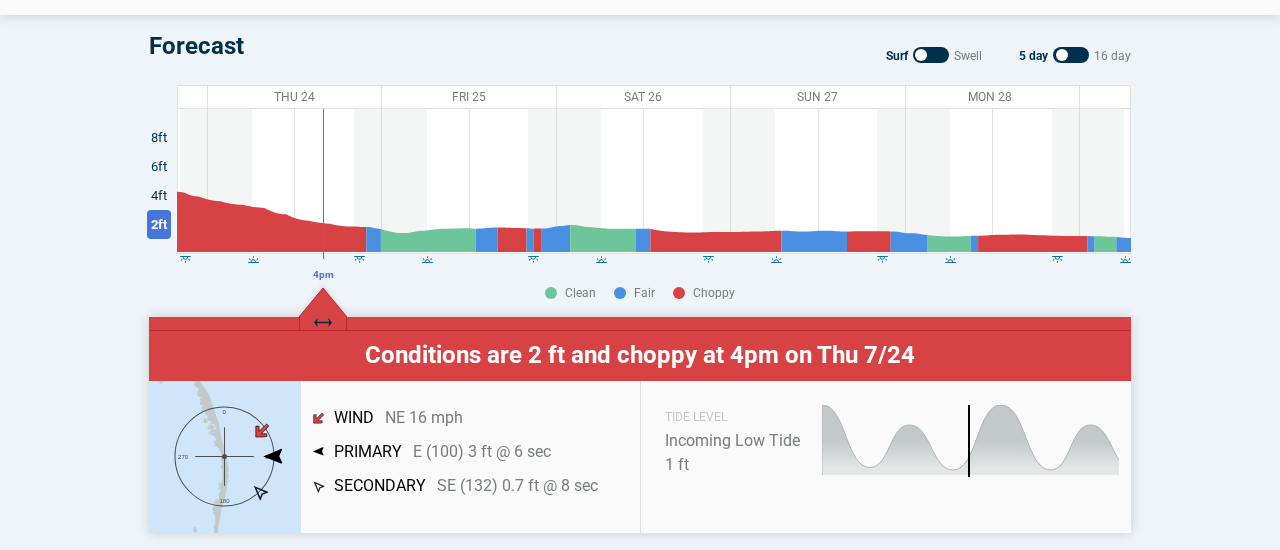 Forecast
Surf Swell 5 day 16 day
THU 24 FRI 25 SAT 26 SUN 27 MON 28
8ft
6ft
4ft
2ft
4pm
Clean Fair Choppy
Conditions are 2 ft and choppy at 4pm on Thu 7/24
0
270
180
WIND NE 16 mph
PRIMARY E (100) 3 ft @ 6 sec
SECONDARY SE (132) 0.7 ft @ 8 sec
TIDE LEVEL
Incoming Low Tide
1 ft